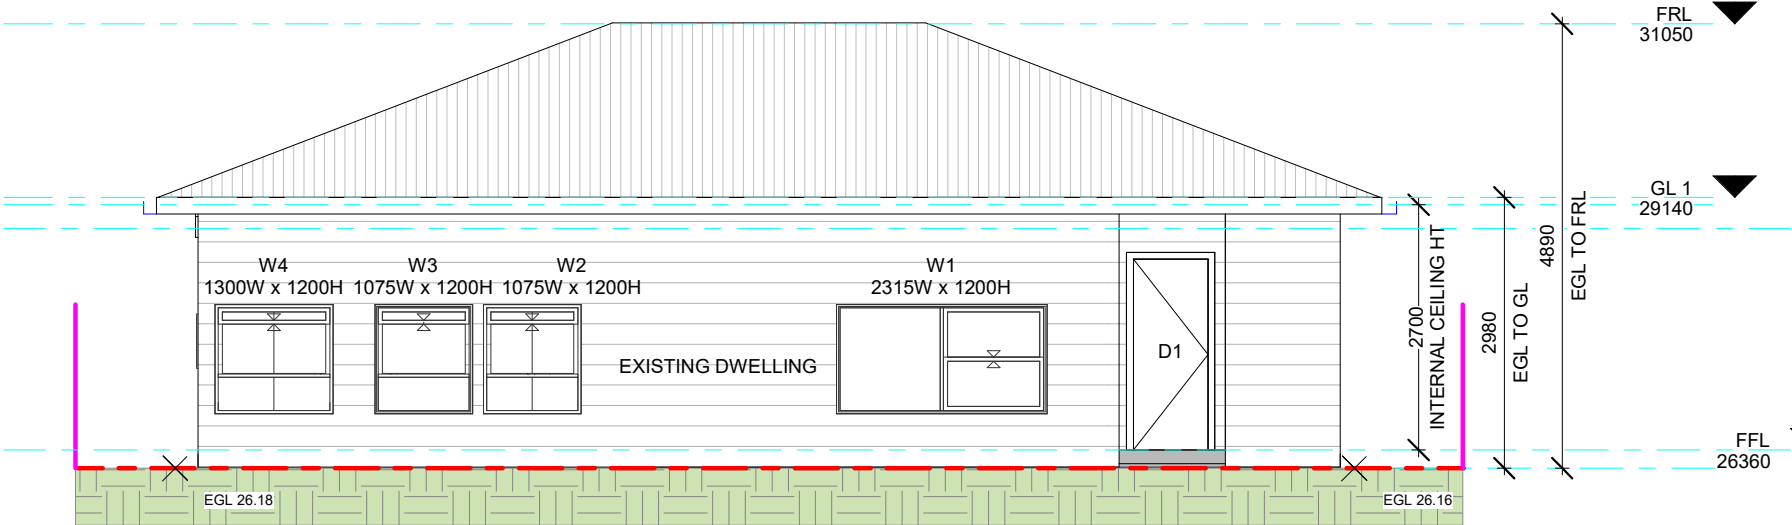 FRL
31050
GL 1
29140
4890
EGL TO FRL
2980
EGL TO GL
2700
INTERNAL CEILING HT
W4
1300W x 1200H
W3
1075W x 1200H
W2
1075W x 1200H
W1
2315W x 1200H
EXISTING DWELLING
D1
FFL
26360
EGL 26.18
EGL 26.16